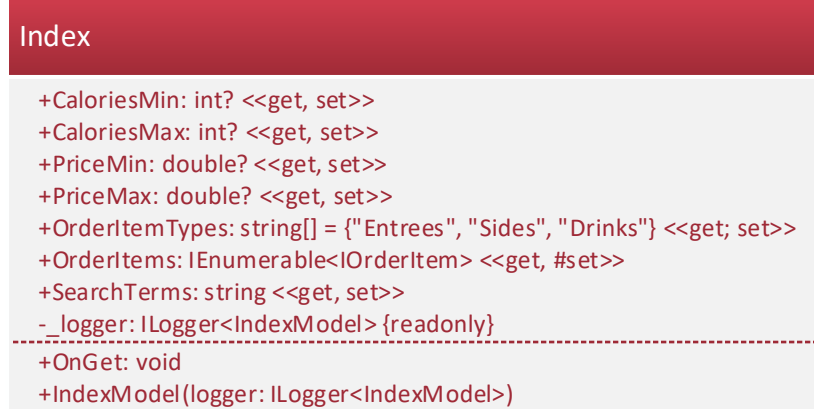 Index
+CaloriesMin: int? <<get, set>>
+CaloriesMax: int? <<get, set>>
+PriceMin: double? <<get, set>>
+PriceMax: double? <<get, set>>
+OrderItemTypes: string[] = {"Entrees", "Sides", "Drinks"} <<get; set>>
+OrderItems: IEnumerable<IOrderItem> <<get, #set>>
+SearchTerms: string <<get, set>>
-_logger: ILogger<IndexModel> {readonly}
+OnGet: void
+IndexModel(logger: ILogger<IndexModel>)